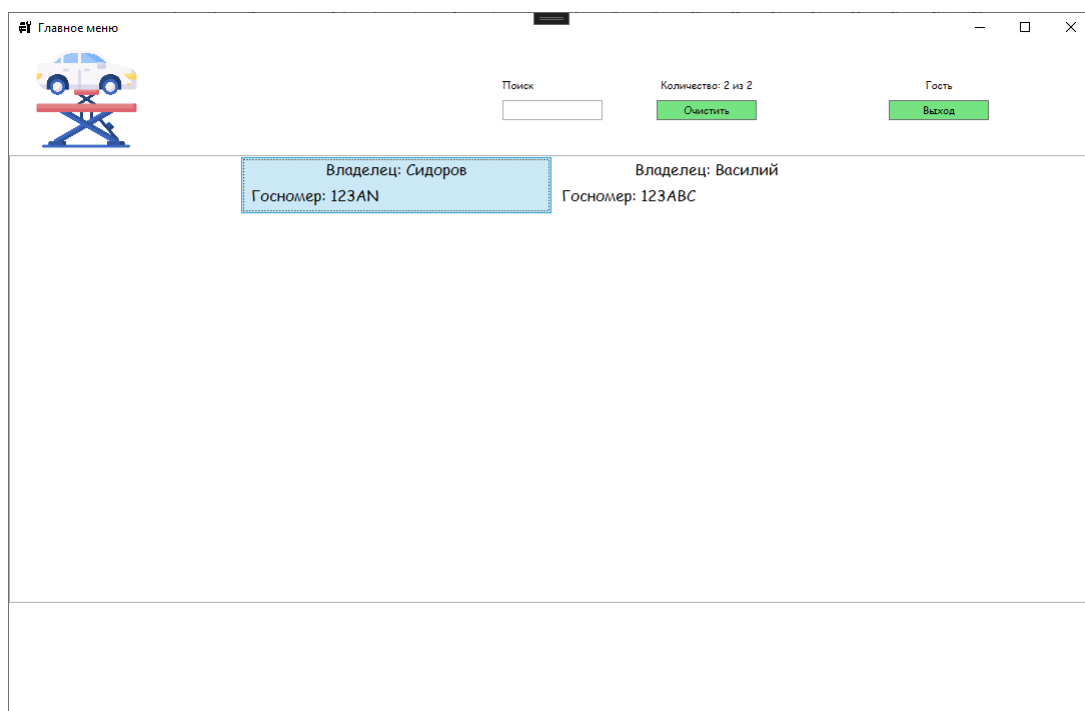 Главное меню
Поиск
Количество: 2 из 2
Гость
Очистить
Выход
Владелец: Сидоров
Госномер: 123AN
Владелец: Василий
Госномер: 123ABC